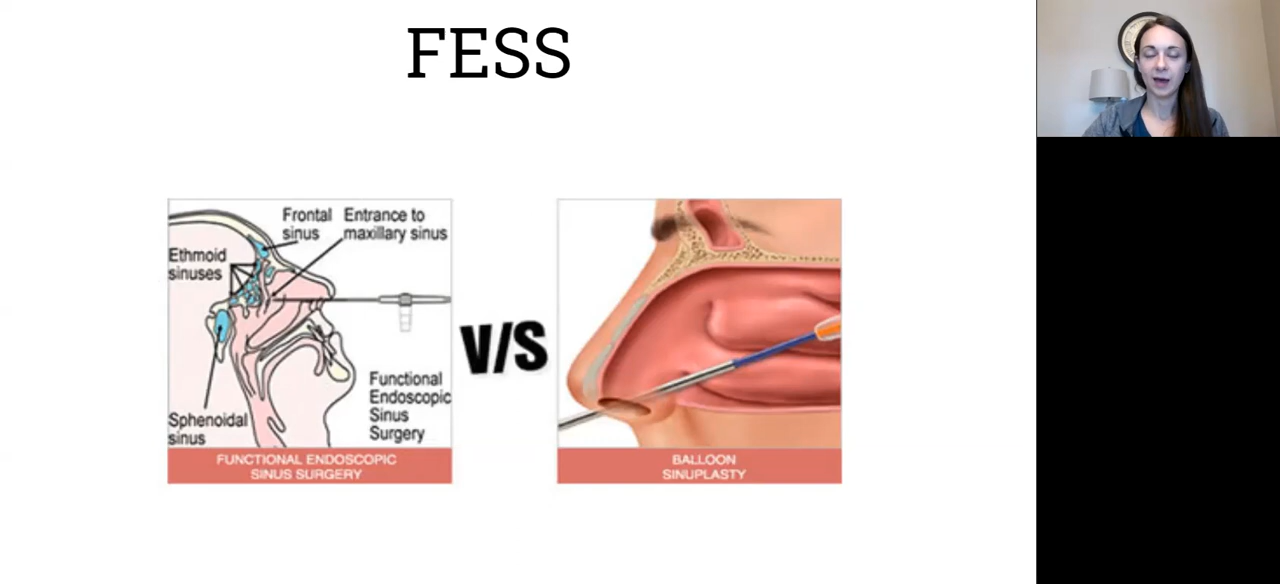 FESS
Frontal
sinus
Entrance to
maxillary sinus
Ethmoid
sinuses
Functional
Endoscopic
Sinus
Surgery
Sphenoidal
sinus
FUNCTIONAL ENDOSCOPIC
SINUS SURGERY
V/S
BALLOON
SINUPLASTY